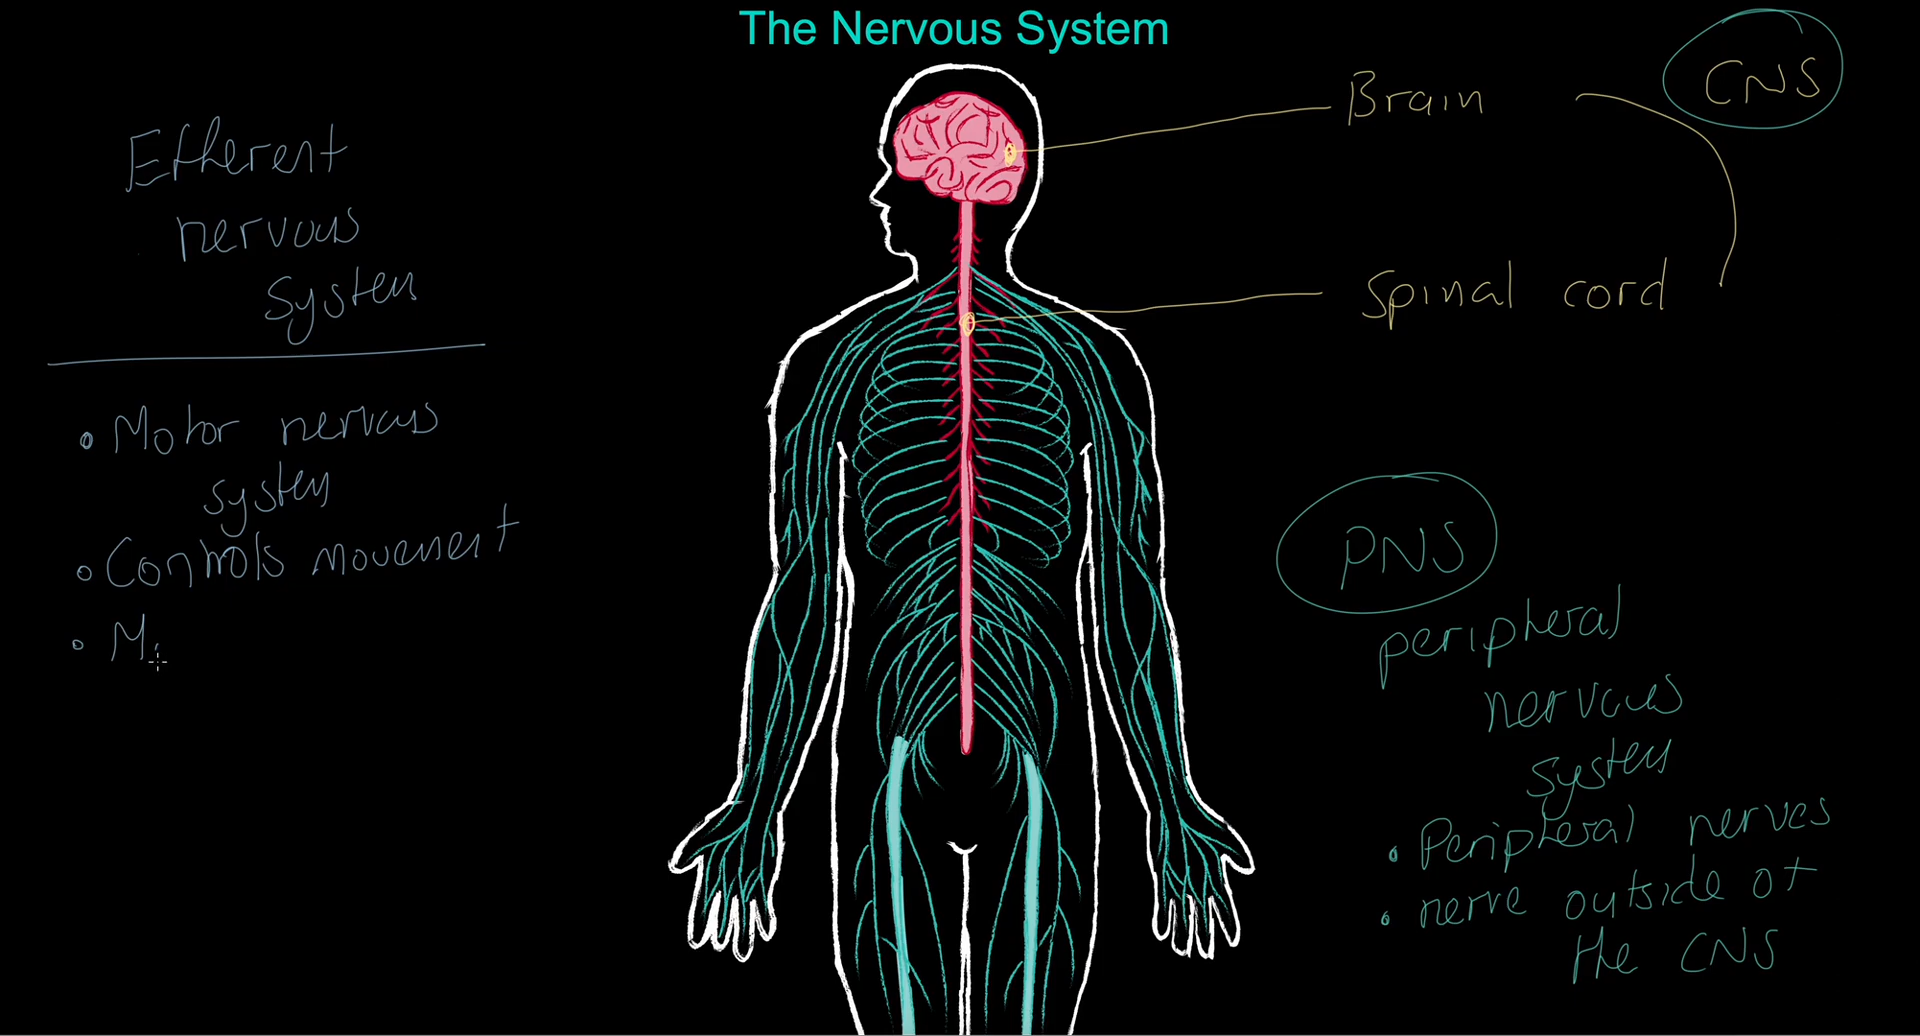 The Nervous System
Efferent
nervous
system
• Motor nervous
system
• Controls movement
• M
Brain
CNS
Spinal cord
PNS
peripheral
nervous
system
• Peripheral nerves
• nerve outside of
the CNS